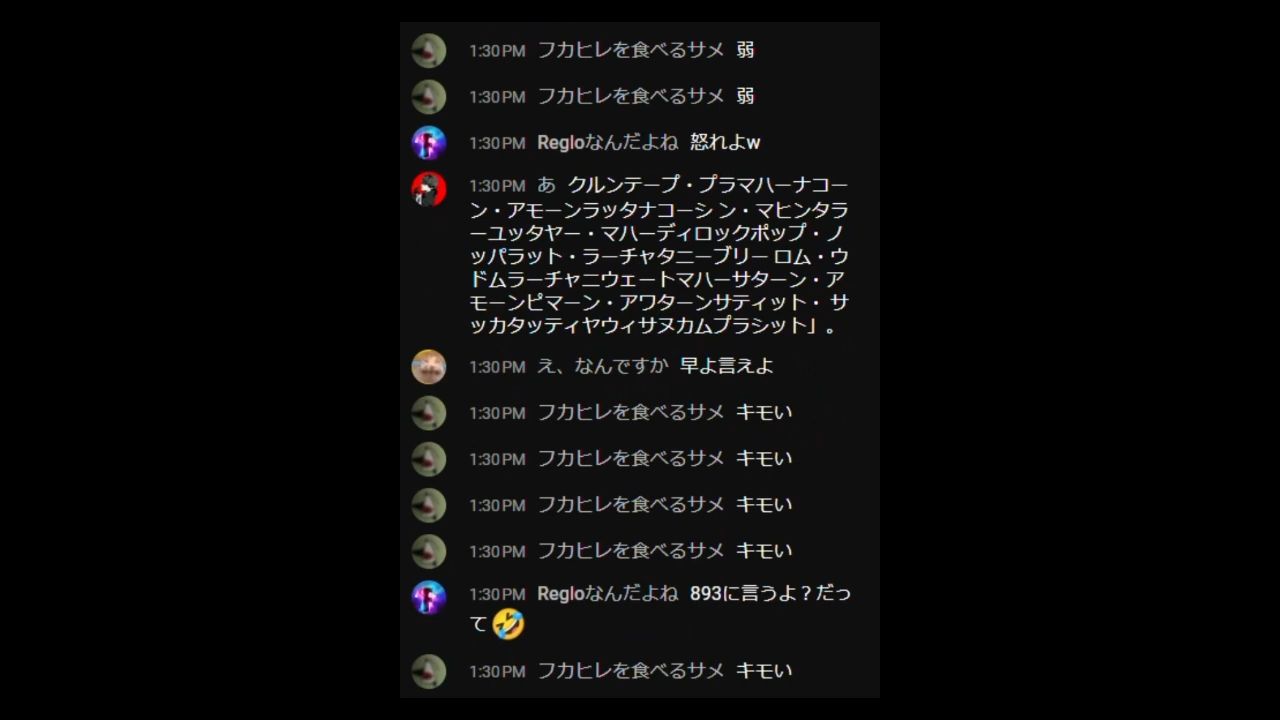 1:30 PM フカヒレを食べるサメ 弱
1:30 PM フカヒレを食べるサメ 弱
1:30 PM Regloなんだよね 怒れよw
1:30 PM あ クルンテープ・プラマハーナコー
ン・アモーンラッタナコーシ ン・マヒンタラ
ーユッタヤー・マハーディロックポップ・ノ
ッパラット・ラーチャタニーブリー ロム・ウ
ドムラーチャニウェートマハーサターン・ア
モーンピマーン・アワターンサティット・ サ
ッカタッティヤウィサヌカムプラシット」。
1:30 PM え、なんですか 早よ言えよ
1:30 PM フカヒレを食べるサメ キモい
1:30 PM フカヒレを食べるサメ キモい
1:30 PM フカヒレを食べるサメ キモい
1:30 PM フカヒレを食べるサメ キモい
1:30 PM Regloなんだよね 893に言うよ？だっ
て🤣
1:30 PM フカヒレを食べるサメ キモい